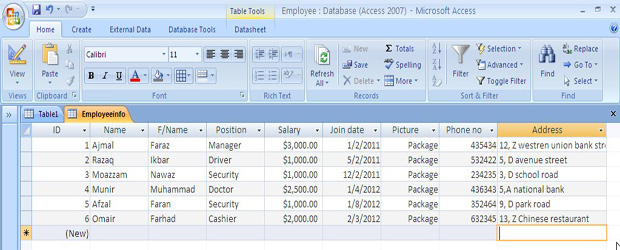 Table Tools
Employee : Database (Access 2007) - Microsoft Access
Home Create External Data Database Tools Datasheet
Calibri 11 New Σ Totals Selection Replace
Save Spelling Advanced Go To
View Paste B I U Refresh All Delete More Filter Toggle Filter Find Select
Views Clipboard Font Rich Text Records Sort & Filter Find
Table1 Employeeinfo
ID Name F/Name Position Salary Join date Picture Phone no Address
1 Ajmal Faraz Manager $3,000.00 1/2/2011 Package 435434 12, Z westren union bank stre
2 Razaq Ikbar Driver $1,000.00 5/2/2011 Package 532422 5, D avenue street
3 Moazzam Nawaz Security $1,000.00 12/2/2011 Package 234235 3, D school road
4 Munir Muhammad Doctor $2,500.00 1/4/2012 Package 436343 5,A national bank
5 Afzal Faran Security $1,000.00 1/8/2012 Package 352464 9, D park road
6 Omair Farhad Cashier $2,000.00 2/3/2012 Package 632345 13, Z Chinese restaurant
* (New)